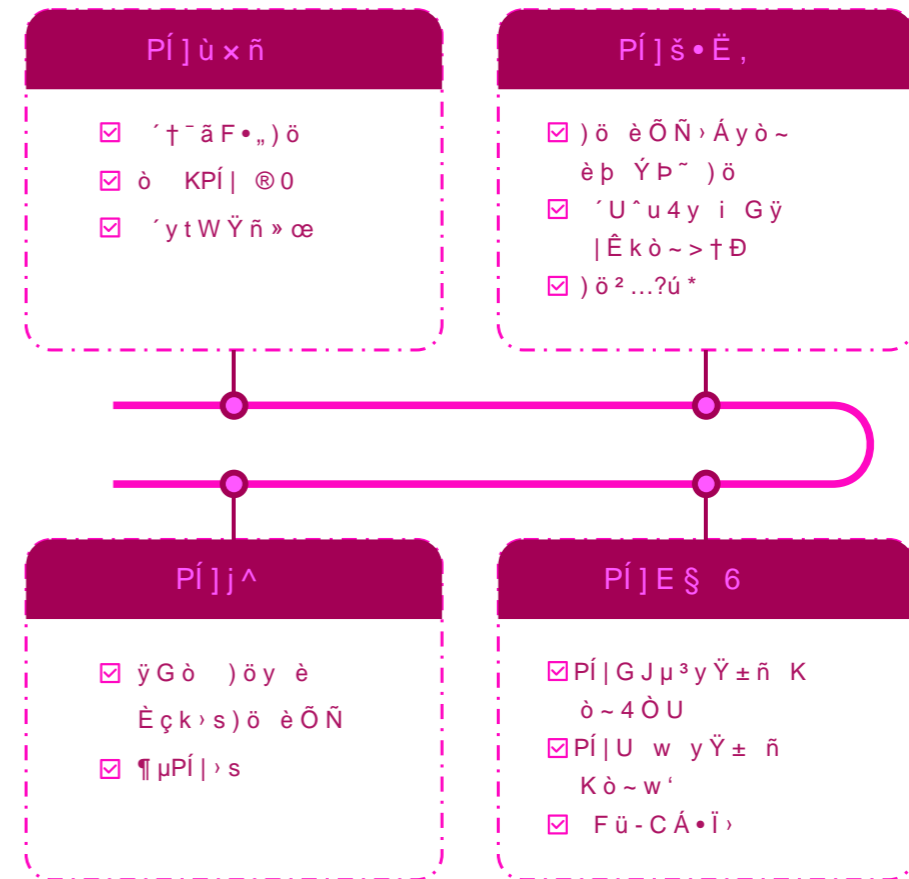 PÍ ] ù × ñ
´ † ¯ ã F • „ ) ö
ò KPÍ | ® 0
´ y t W Ÿ ñ » œ
PÍ ] š • Ë ‚
) ö è Õ Ñ › Á y ò ~
è þ Ý Þ ˜ ) ö
´ U ˆ u 4 y i G ÿ
| Ê k ò ~ > † Ð
) ö ² … ? ú *
PÍ ] j ^
ÿ G ò ) ö y è
È ç k › s ) ö è Õ Ñ
¶ µ PÍ | › s
PÍ ] E § 6
PÍ | G J µ ³ y Ÿ ± ñ K
ò ~ 4 Ò U
PÍ | U w y Ÿ ± ñ
K ò ~ w ‘
F ü - C Á • Ï ›